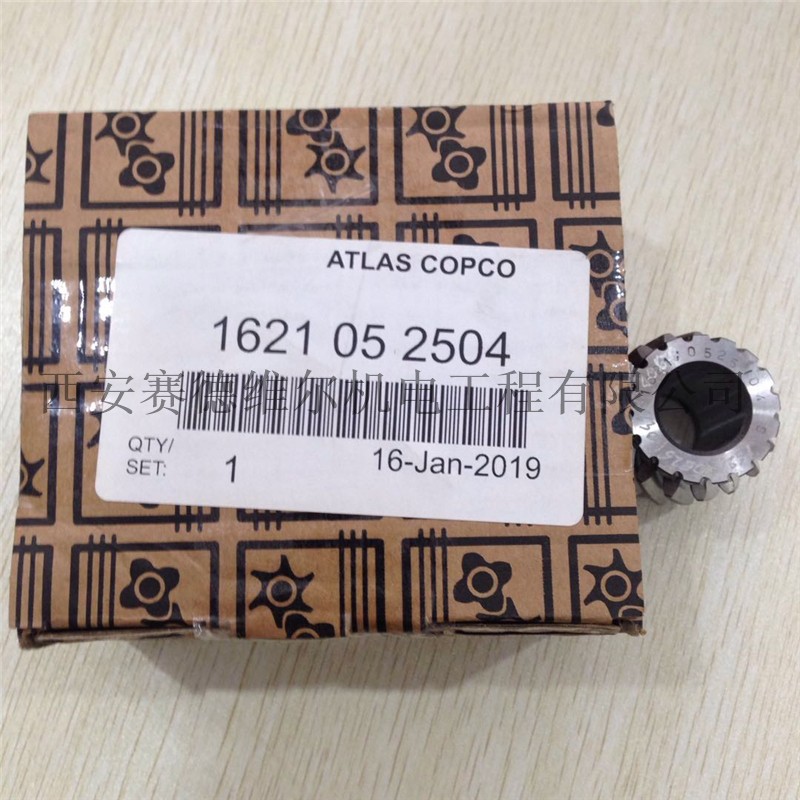 ATLAS COPCO
1621 05 2504
西安赛德维尔机电工程有限公司
QTY/
SET:
1
16-Jan-2019